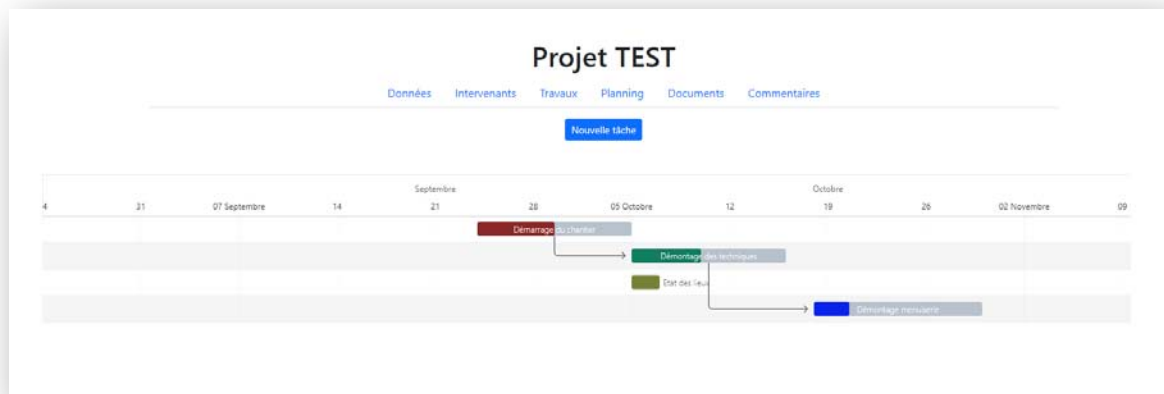 Projet TEST
Données Intervenants Travaux Planning Documents Commentaires
Nouvelle tâche
Septembre Octobre
4 31 07 Septembre 14 21 28 05 Octobre 12 19 26 02 Novembre 09
Démarrage du chantier
Démontage des techniques
Etat des lieux
Démontage menuiserie